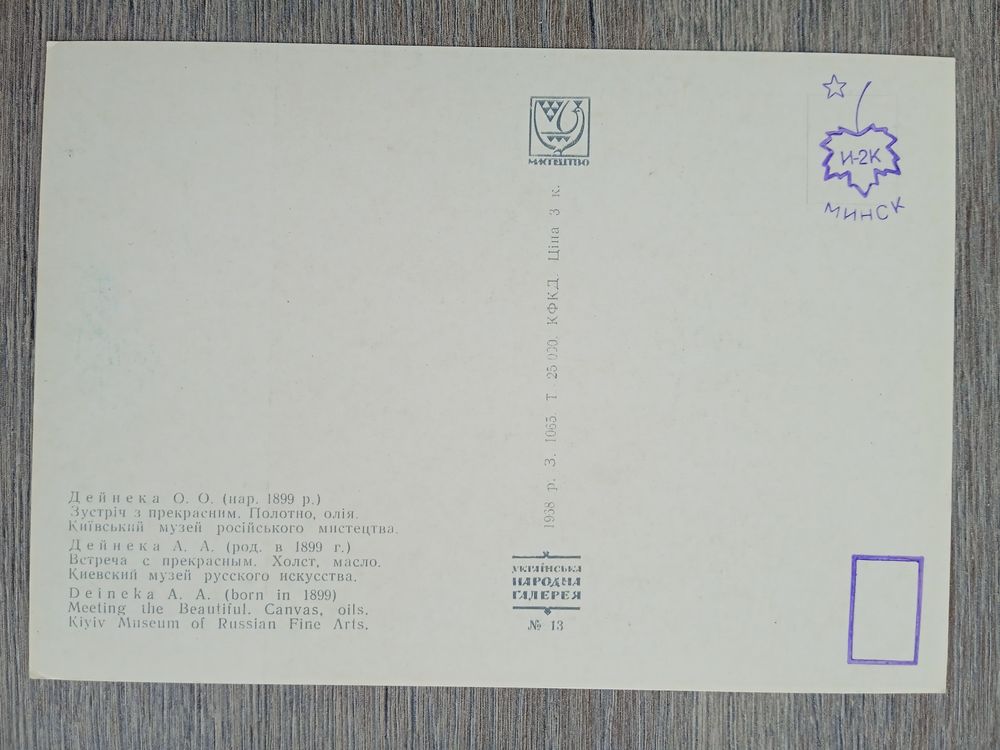 Дейнека О. О. (нар. 1899 р.)
Зустріч з прекрасним. Полотно, олія.
Київський музей російського мистецтва.
Дейнека А. А. (род. в 1899 г.)
Встреча с прекрасным. Холст, масло.
Киевский музей русского искусства.
Deineka A. A. (born in 1899)
Meeting the Beautiful. Canvas, oils.
Kiyiv Museum of Russian Fine Arts.
МИСТЕЦТВО
1968 р. З. 1065. Т 25 000. КФКД. Ціна 3 к.
УКРАЇНСЬКА
НАРОДНА
ГАЛЕРЕЯ
№ 13
И-2К
МИНСК